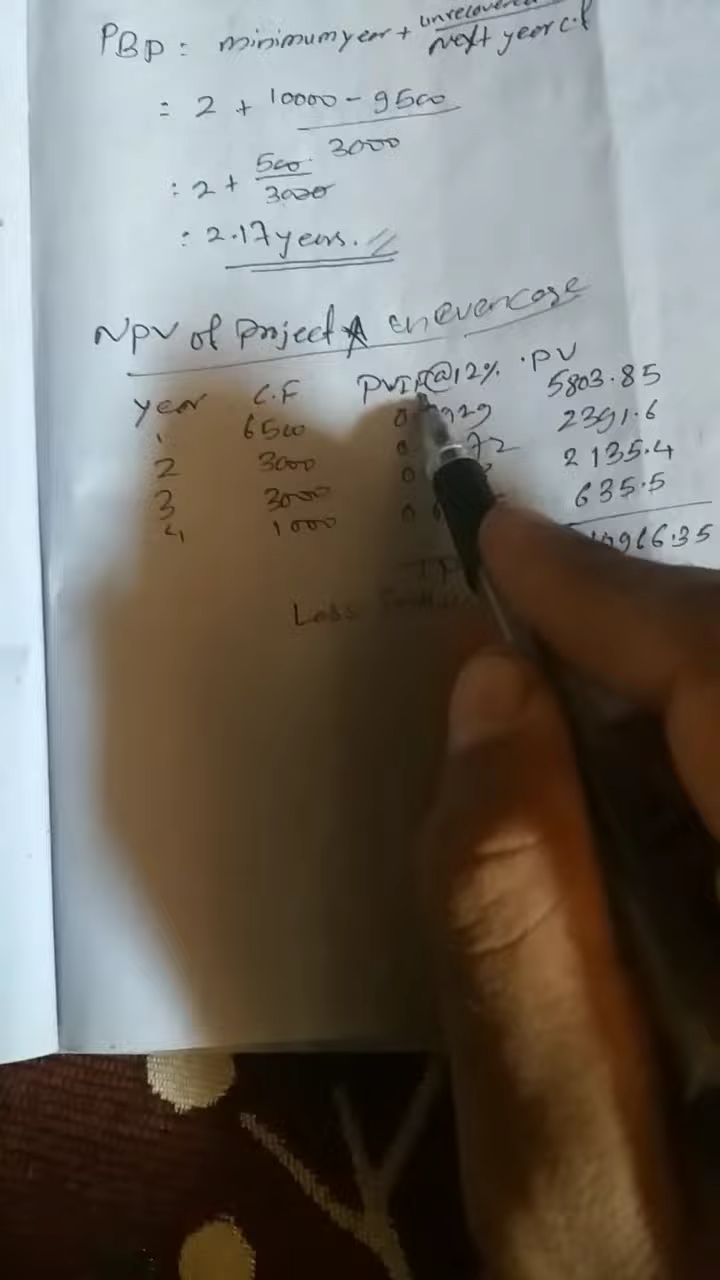 PBP : minimum year + unrecovered
Next year c.f
= 2 + 10000 - 9500
3000
: 2 + 500
3000
: 2.17 years.
NPV of project A
year C.F PVIF@12% .PV
1 6500 5803.85
2 3000 2391.6
3 3000 2135.4
4 1000 635.5
Less